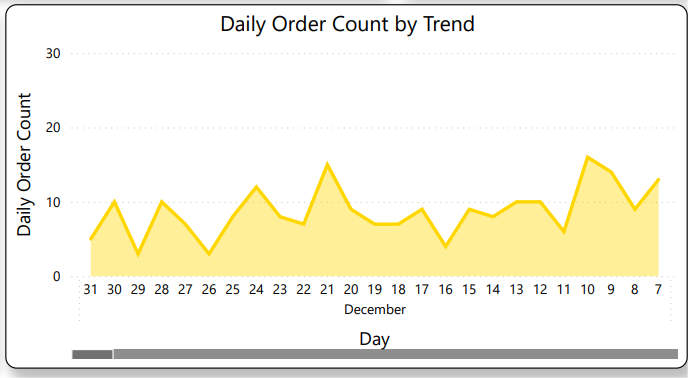 Daily Order Count by Trend
Daily Order Count
30
20
10
0
31 30 29 28 27 26 25 24 23 22 21 20 19 18 17 16 15 14 13 12 11 10 9 8 7
December
Day